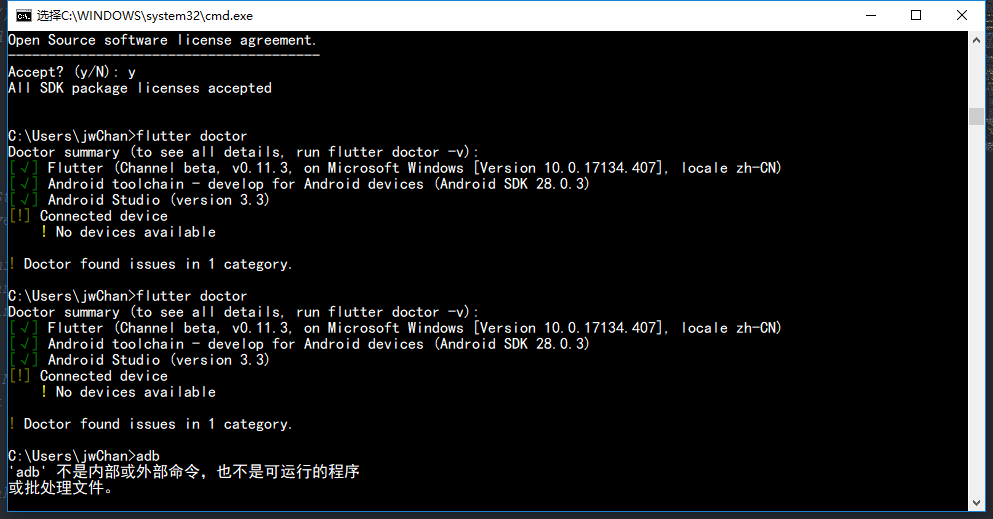 选择C:\WINDOWS\system32\cmd.exe
Open Source software license agreement.
---------------------------------------
Accept? (y/N): y
All SDK package licenses accepted
C:\Users\jwChan>flutter doctor
Doctor summary (to see all details, run flutter doctor -v):
[√] Flutter (Channel beta, v0.11.3, on Microsoft Windows [Version 10.0.17134.407], locale zh-CN)
[√] Android toolchain - develop for Android devices (Android SDK 28.0.3)
[√] Android Studio (version 3.3)
[!] Connected device
! No devices available
! Doctor found issues in 1 category.
C:\Users\jwChan>flutter doctor
Doctor summary (to see all details, run flutter doctor -v):
[√] Flutter (Channel beta, v0.11.3, on Microsoft Windows [Version 10.0.17134.407], locale zh-CN)
[√] Android toolchain - develop for Android devices (Android SDK 28.0.3)
[√] Android Studio (version 3.3)
[!] Connected device
! No devices available
! Doctor found issues in 1 category.
C:\Users\jwChan>adb
'adb' 不是内部或外部命令，也不是可运行的程序
或批处理文件。